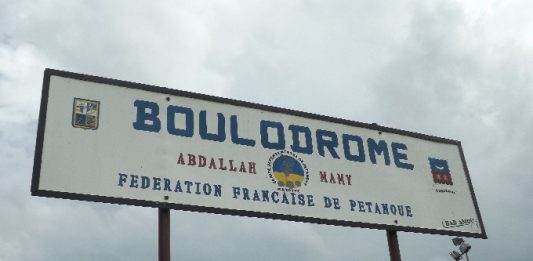 BOULODROME
ABDALLAH MAMY
FEDERATION FRANCAISE DE PETANQUE